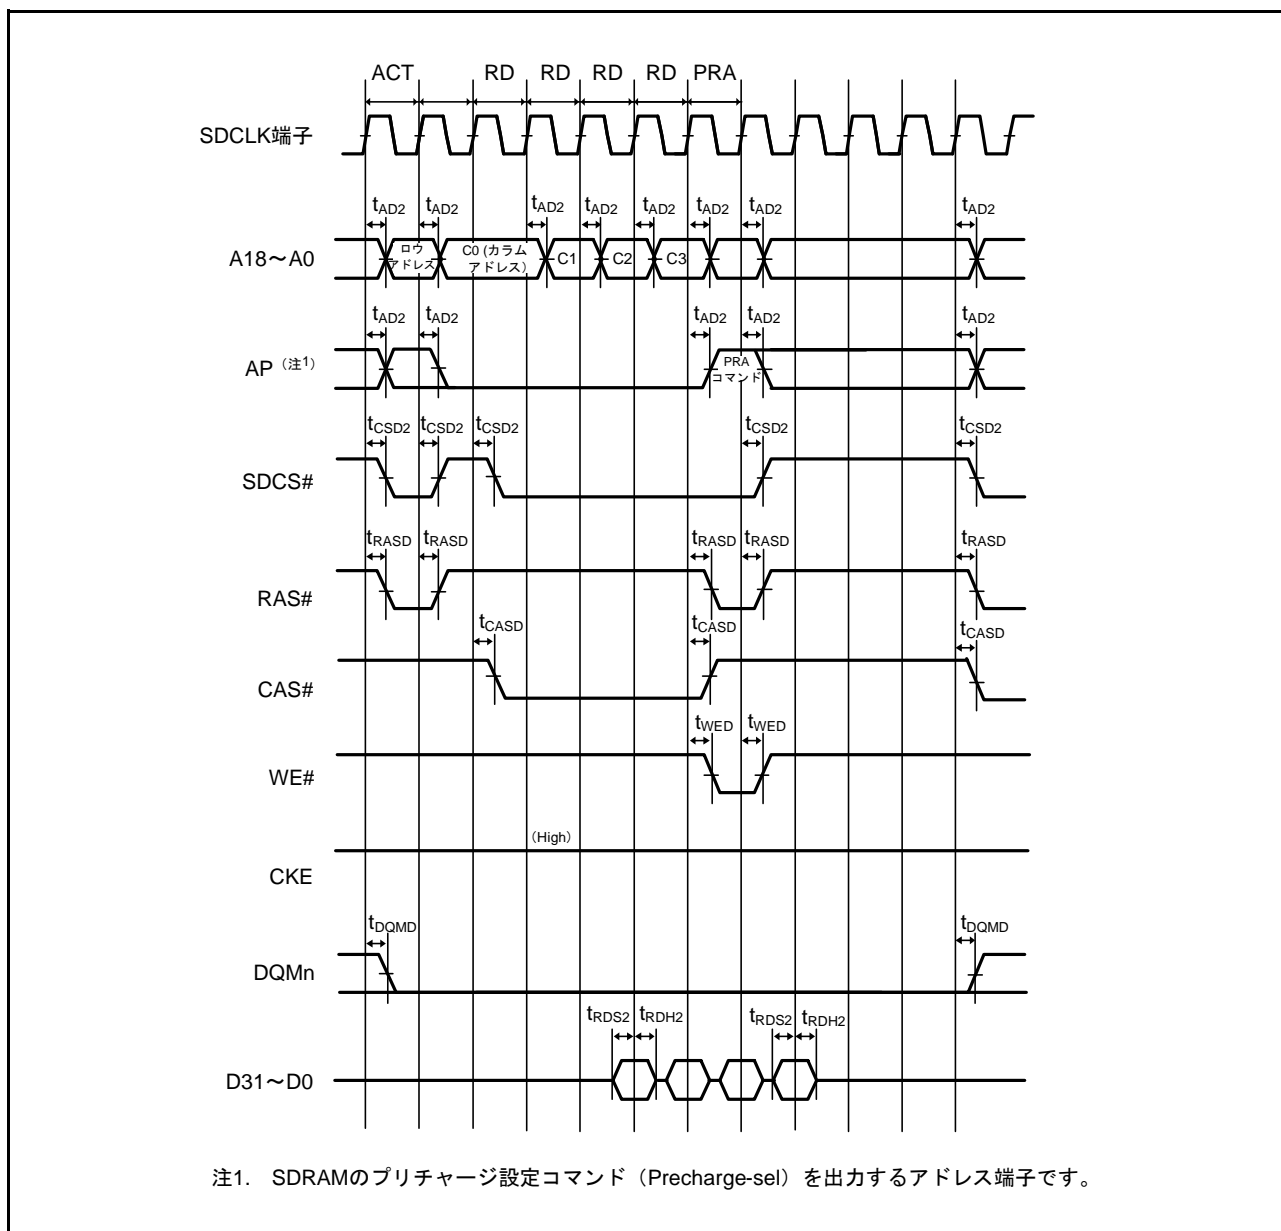 ACT RD RD RD RD PRA
SDCLK端子
tAD2 tAD2 tAD2 tAD2 tAD2 tAD2 tAD2 tAD2
A18～A0 ロウ アドレス C0 (カラム アドレス) C1 C2 C3
tAD2 tAD2 tAD2 tAD2 tAD2
AP（注1） PRA コマンド
tCSD2 tCSD2 tCSD2 tCSD2 tCSD2
SDCS#
tRASD tRASD tRASD tRASD tRASD
RAS#
tCASD tCASD tCASD
CAS#
tWED tWED
WE#
（High）
CKE
tDQMD tDQMD
DQMn
tRDS2 tRDH2 tRDS2 tRDH2
D31～D0
注1. SDRAMのプリチャージ設定コマンド（Precharge-sel）を出力するアドレス端子です。